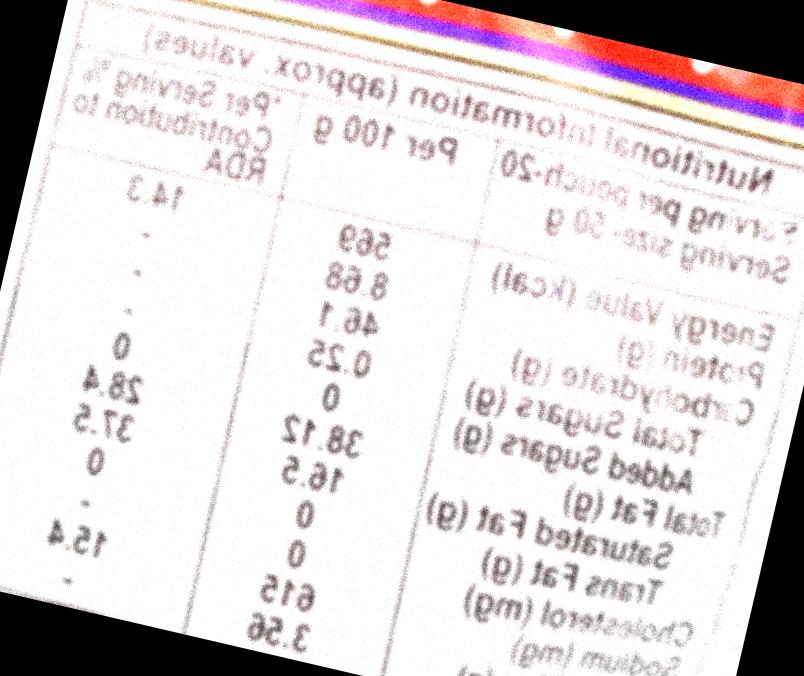 Nutritional Information (approx. values)
Serving per pouch-20
Serving size- 50 g
Per 100 g
*Per Serving %
Contribution to
RDA
Energy Value (kcal) 569 14.3
Protein (g) 8.68 -
Carbohydrate (g) 46.1 -
Total Sugars (g) 0.25 -
Added Sugars (g) 0 0
Total Fat (g) 38.12 28.4
Saturated Fat (g) 16.5 37.5
Trans Fat (g) 0 0
Cholesterol (mg) 0 -
Sodium (mg) 615 15.4
3.56 -